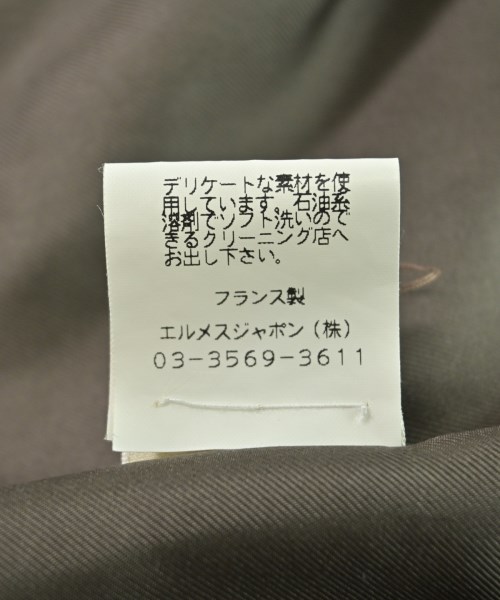 デリケートな素材を使
用しています。石油系
溶剤でソフト洗いので
きるクリーニング店へ
お出し下さい。
フランス製
エルメスジャポン(株)
03-3569-3611